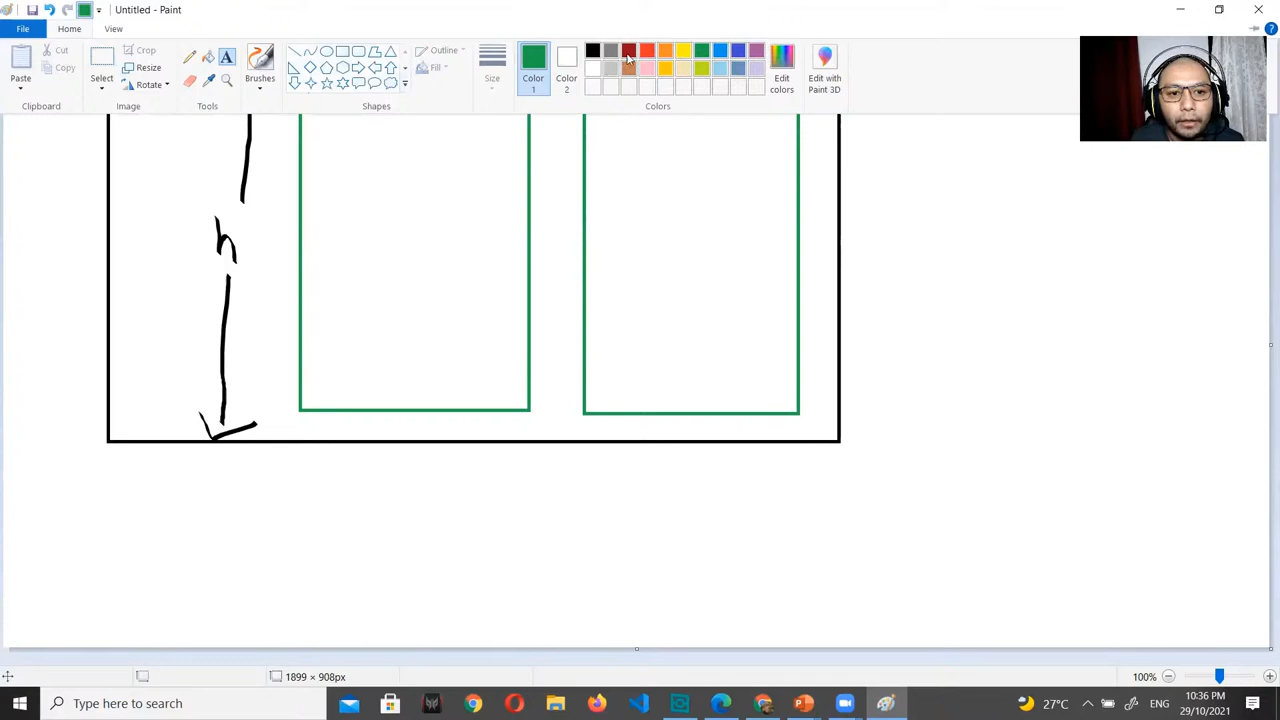 Untitled - Paint
File
Home
View
Paste
Cut
Copy
Clipboard
Select
Crop
Resize
Rotate
Image
A
Tools
Brushes
Outline
Fill
Shapes
Size
Color
1
Color
2
Edit
colors
Colors
Edit with
Paint 3D
h
1899 × 908px
100%
Type here to search
27°C
ENG
10:36 PM
29/10/2021